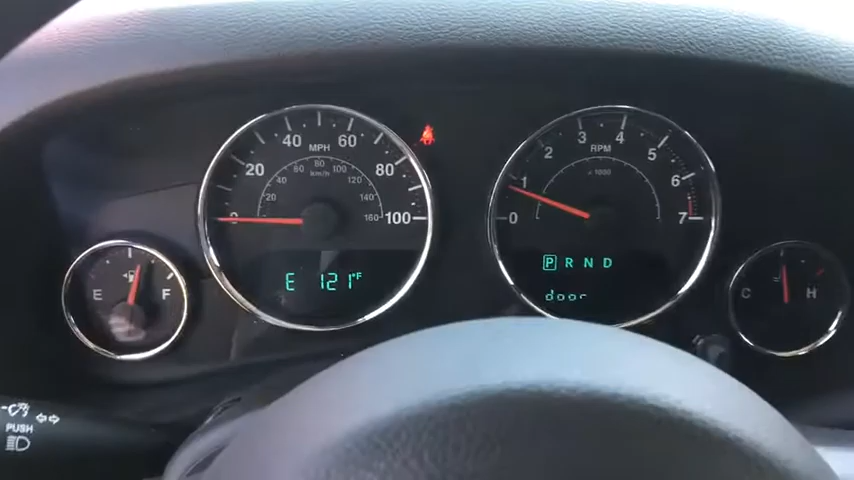 40 MPH 60
60 80 100
km/h
20 40 120 80
20 140
0 160 100
E 121°F
E F
3 4
RPM
2 x1000 5
1 6
0 7
P R N D
door
C H
PUSH